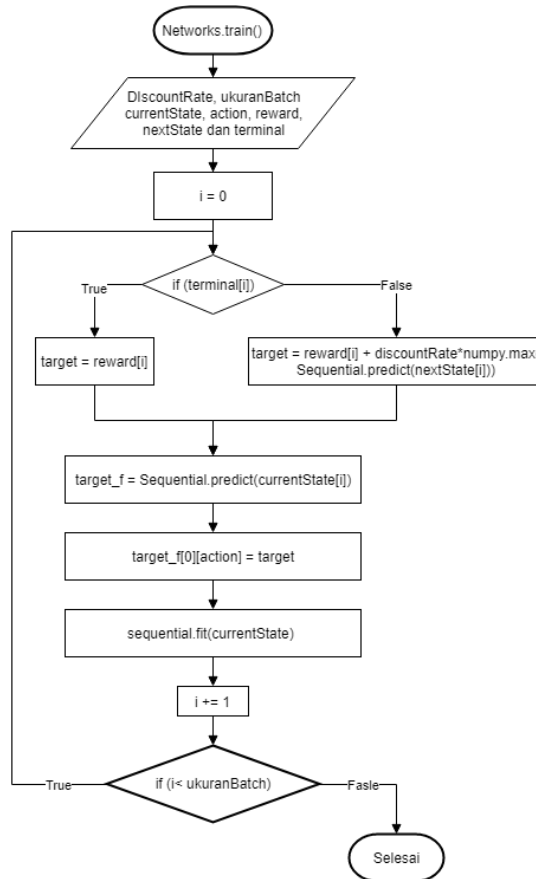 Networks.train()
DIscountRate, ukuranBatch
currentState, action, reward,
nextState dan terminal
i = 0
if (terminal[i])
True
False
target = reward[i]
target = reward[i] + discountRate*numpy.max
Sequential.predict(nextState[i]))
target_f = Sequential.predict(currentState[i])
target_f[0][action] = target
sequential.fit(currentState)
i += 1
if (i< ukuranBatch)
True
Fasle
Selesai